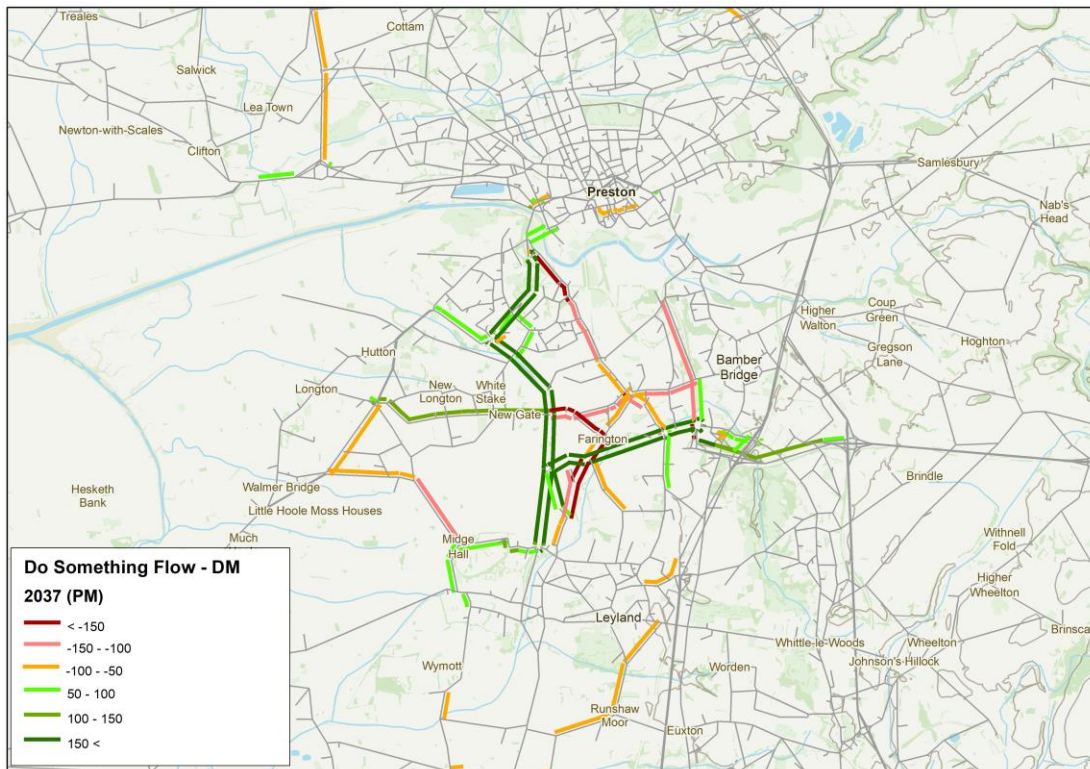 Treales
Cottam
Salwick
Lea Town
Newton-with-Scales
Clifton
Samlesbury
Preston
Nab's
Head
Higher
Walton
Coup
Green
Gregson
Lane
Hoghton
Hutton
Bamber
Bridge
Longton
New
Longton
White
Stake
New Gate
Farington
Walmer Bridge
Hesketh
Bank
Little Hoole Moss Houses
Brindle
Much
Midge
Hall
Withnell
Fold
Higher
Wheelton
Leyland
Whittle-le-Woods
Wheelton
Brinsca
Johnson's Hillock
Wymott
Worden
Runshaw
Moor
Euxton
Do Something Flow - DM
2037 (PM)
< -150
-150 - -100
-100 - -50
50 - 100
100 - 150
150 <